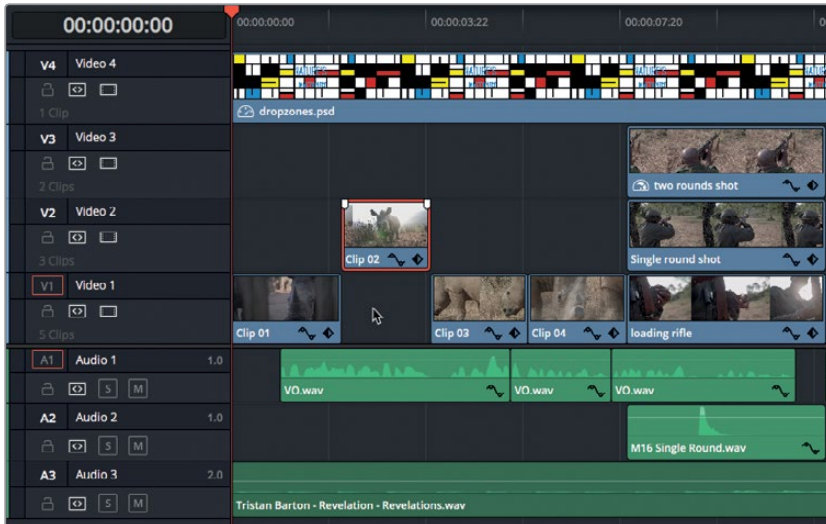 00:00:00:00
00:00:00:00 00:00:03:22 00:00:07:20
V4 Video 4
1 Clip
dropzones.psd
V3 Video 3
2 Clips
two rounds shot
V2 Video 2
3 Clips
Clip 02
Single round shot
V1 Video 1
5 Clips
Clip 01
Clip 03
Clip 04
loading rifle
A1 Audio 1 1.0
S M
VO.wav
VO.wav
VO.wav
A2 Audio 2 1.0
S M
M16 Single Round.wav
A3 Audio 3 2.0
S M
Tristan Barton - Revelation - Revelations.wav